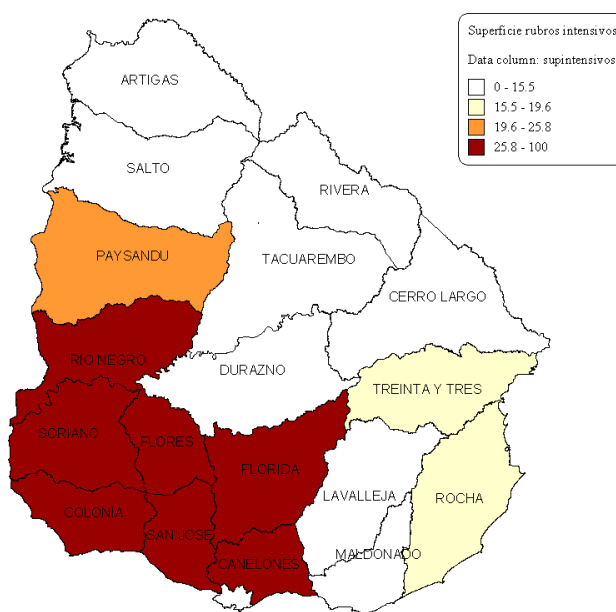 Superficie rubros intensivos
Data column: supintensivos
0 - 15.5
15.5 - 19.6
19.6 - 25.8
25.8 - 100
ARTIGAS
SALTO
RIVERA
PAYSANDU
TACUAREMBO
CERRO LARGO
RIO NEGRO
DURAZNO
TREINTA Y TRES
SORIANO
FLORES
FLORIDA
LAVALLEJA
ROCHA
COLONIA
SAN JOSE
MALDONADO
CANELONES